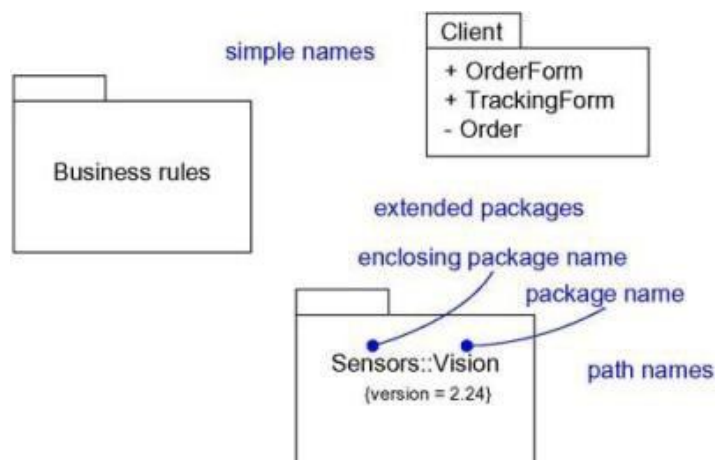 Client
simple names
+ OrderForm
+ TrackingForm
- Order
Business rules
extended packages
enclosing package name
package name
Sensors::Vision
{version = 2.24}
path names